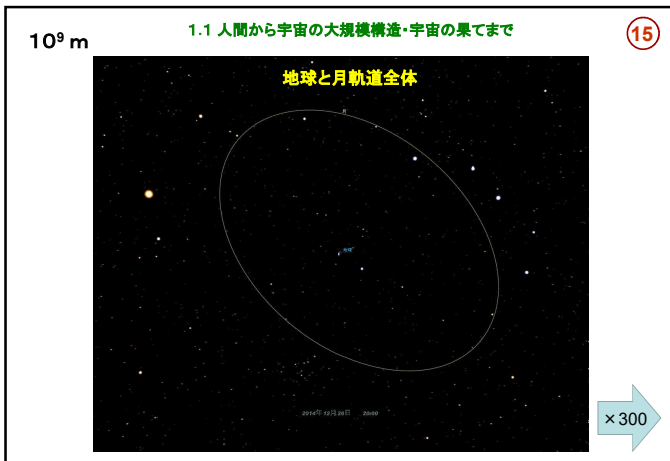 1.1 人間から宇宙の大規模構造・宇宙の果てまで
15
10⁹ m
地球と月軌道全体
月
地球
2014年 12月 26日 20:00
×300